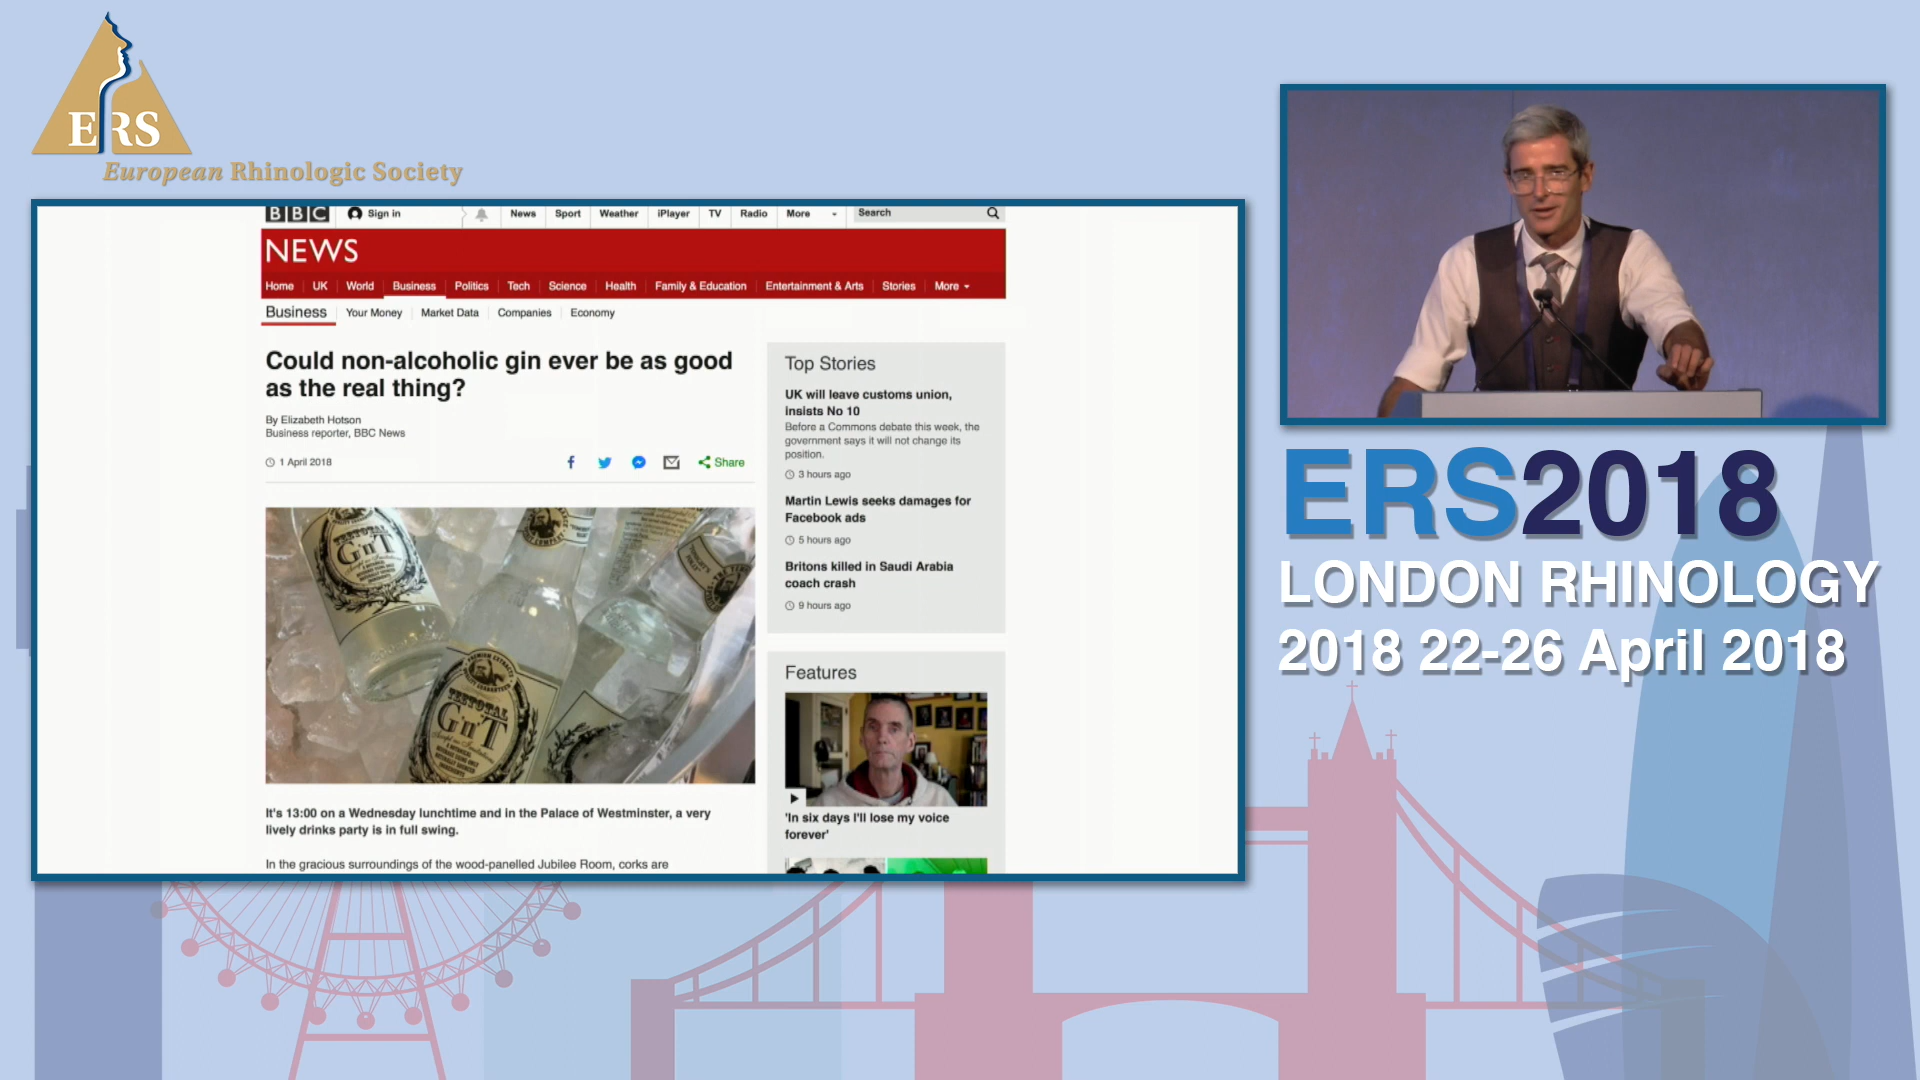 ERS
European Rhinologic Society
BBC
Sign in
News
Sport
Weather
iPlayer
TV
Radio
More
Search
NEWS
Home
UK
World
Business
Politics
Tech
Science
Health
Family & Education
Entertainment & Arts
Stories
More
Business
Your Money
Market Data
Companies
Economy
Could non-alcoholic gin ever be as good
as the real thing?
By Elizabeth Hotson
Business reporter, BBC News
1 April 2018
Share
TEETOTAL
G'n'T
It's 13:00 on a Wednesday lunchtime and in the Palace of Westminster, a very
lively drinks party is in full swing.
In the gracious surroundings of the wood-panelled Jubilee Room, corks are
Top Stories
UK will leave customs union,
insists No 10
Before a Commons debate this week, the
government says it will not change its
position.
3 hours ago
Martin Lewis seeks damages for
Facebook ads
5 hours ago
Britons killed in Saudi Arabia
coach crash
9 hours ago
Features
'In six days I'll lose my voice
forever'
ERS2018
LONDON RHINOLOGY
2018 22-26 April 2018